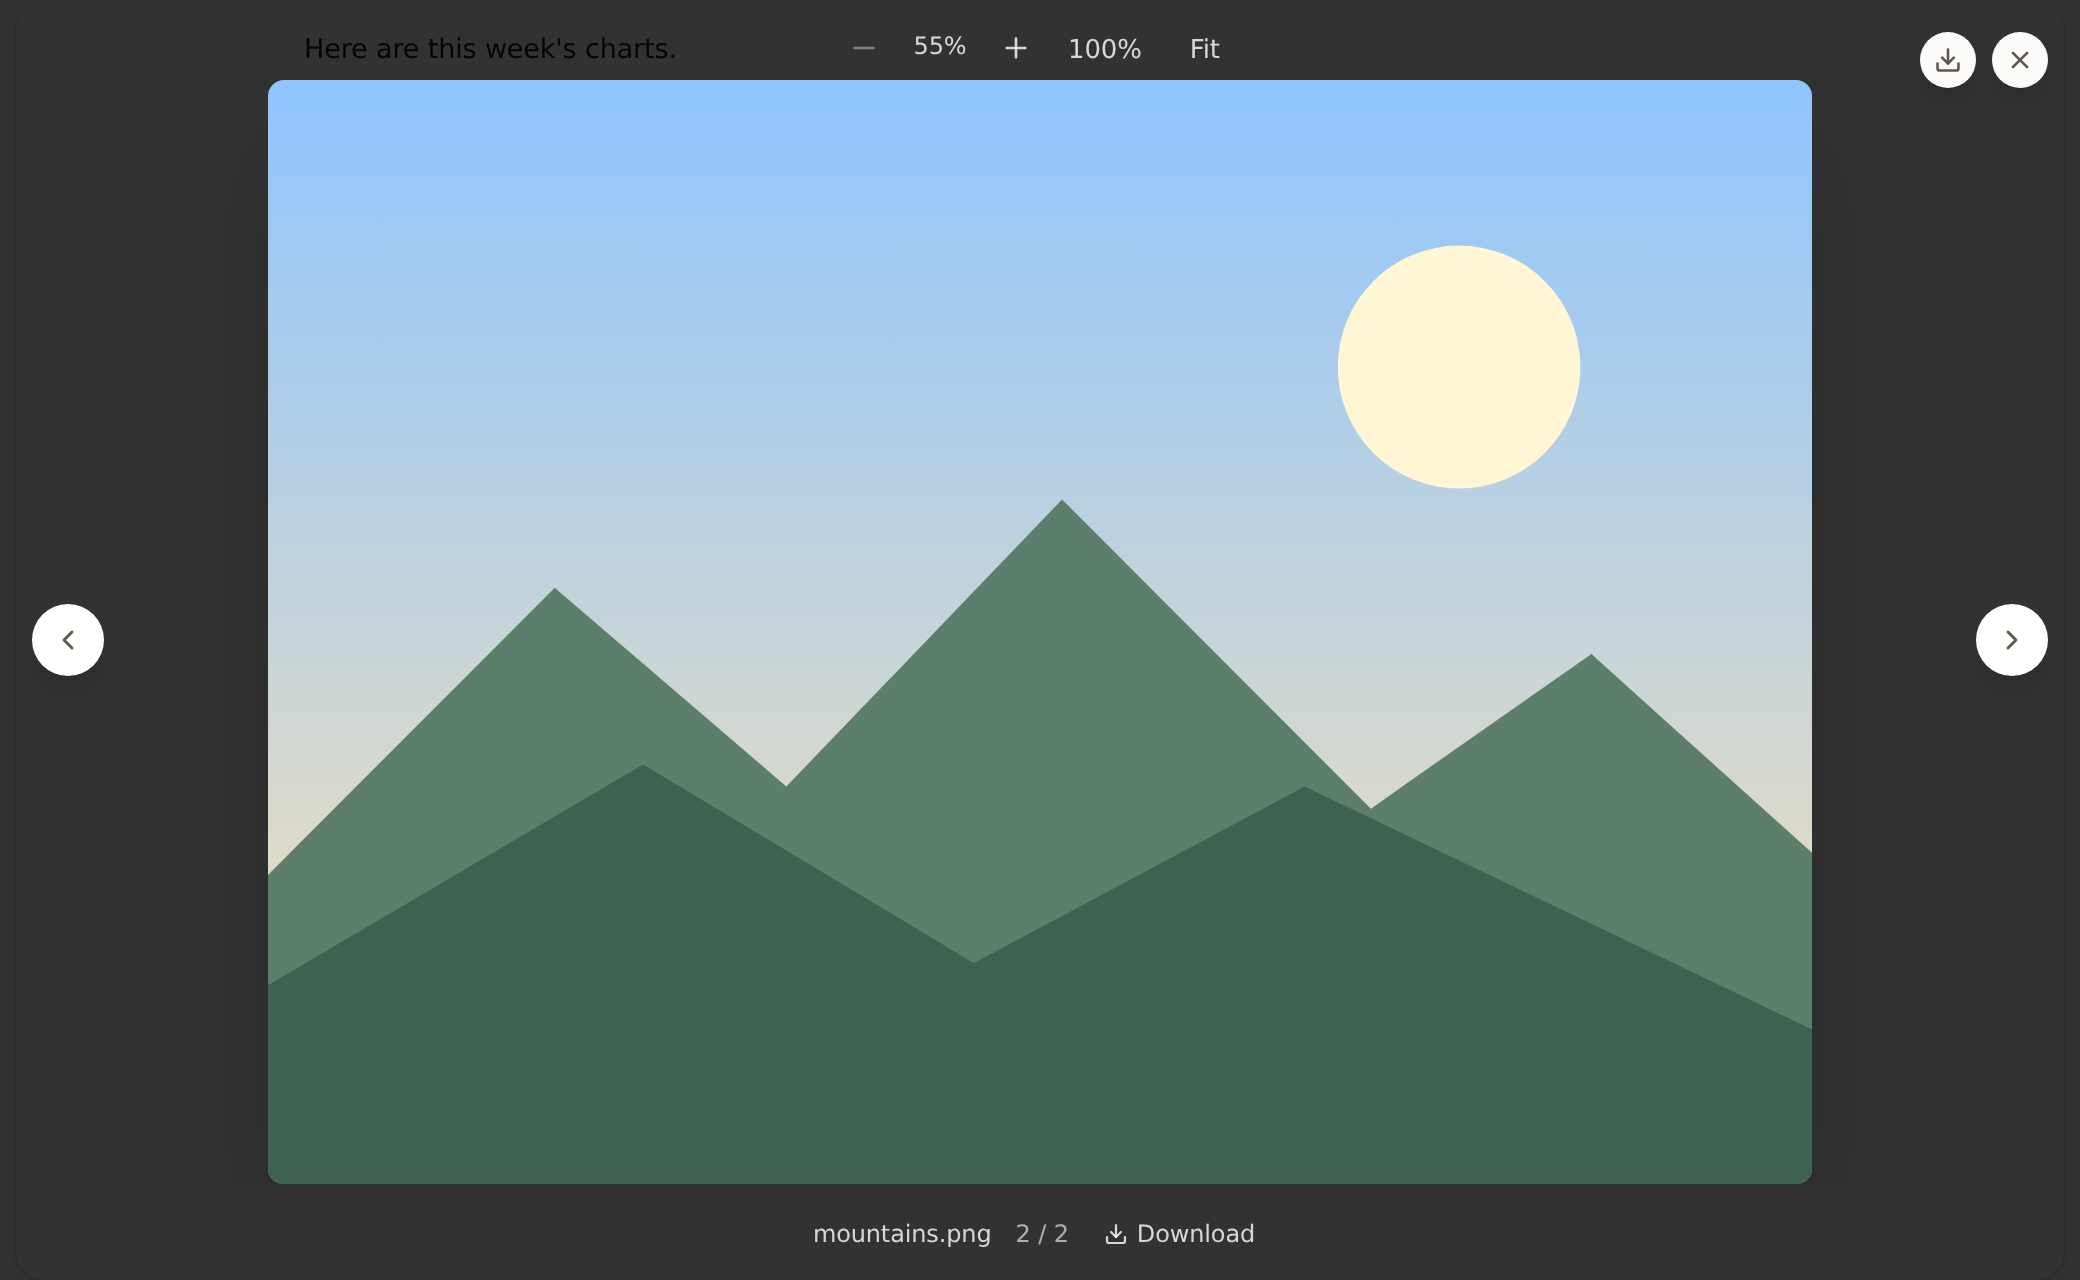 Here are this week's charts.
55% 100% Fit
mountains.png 2 / 2 Download